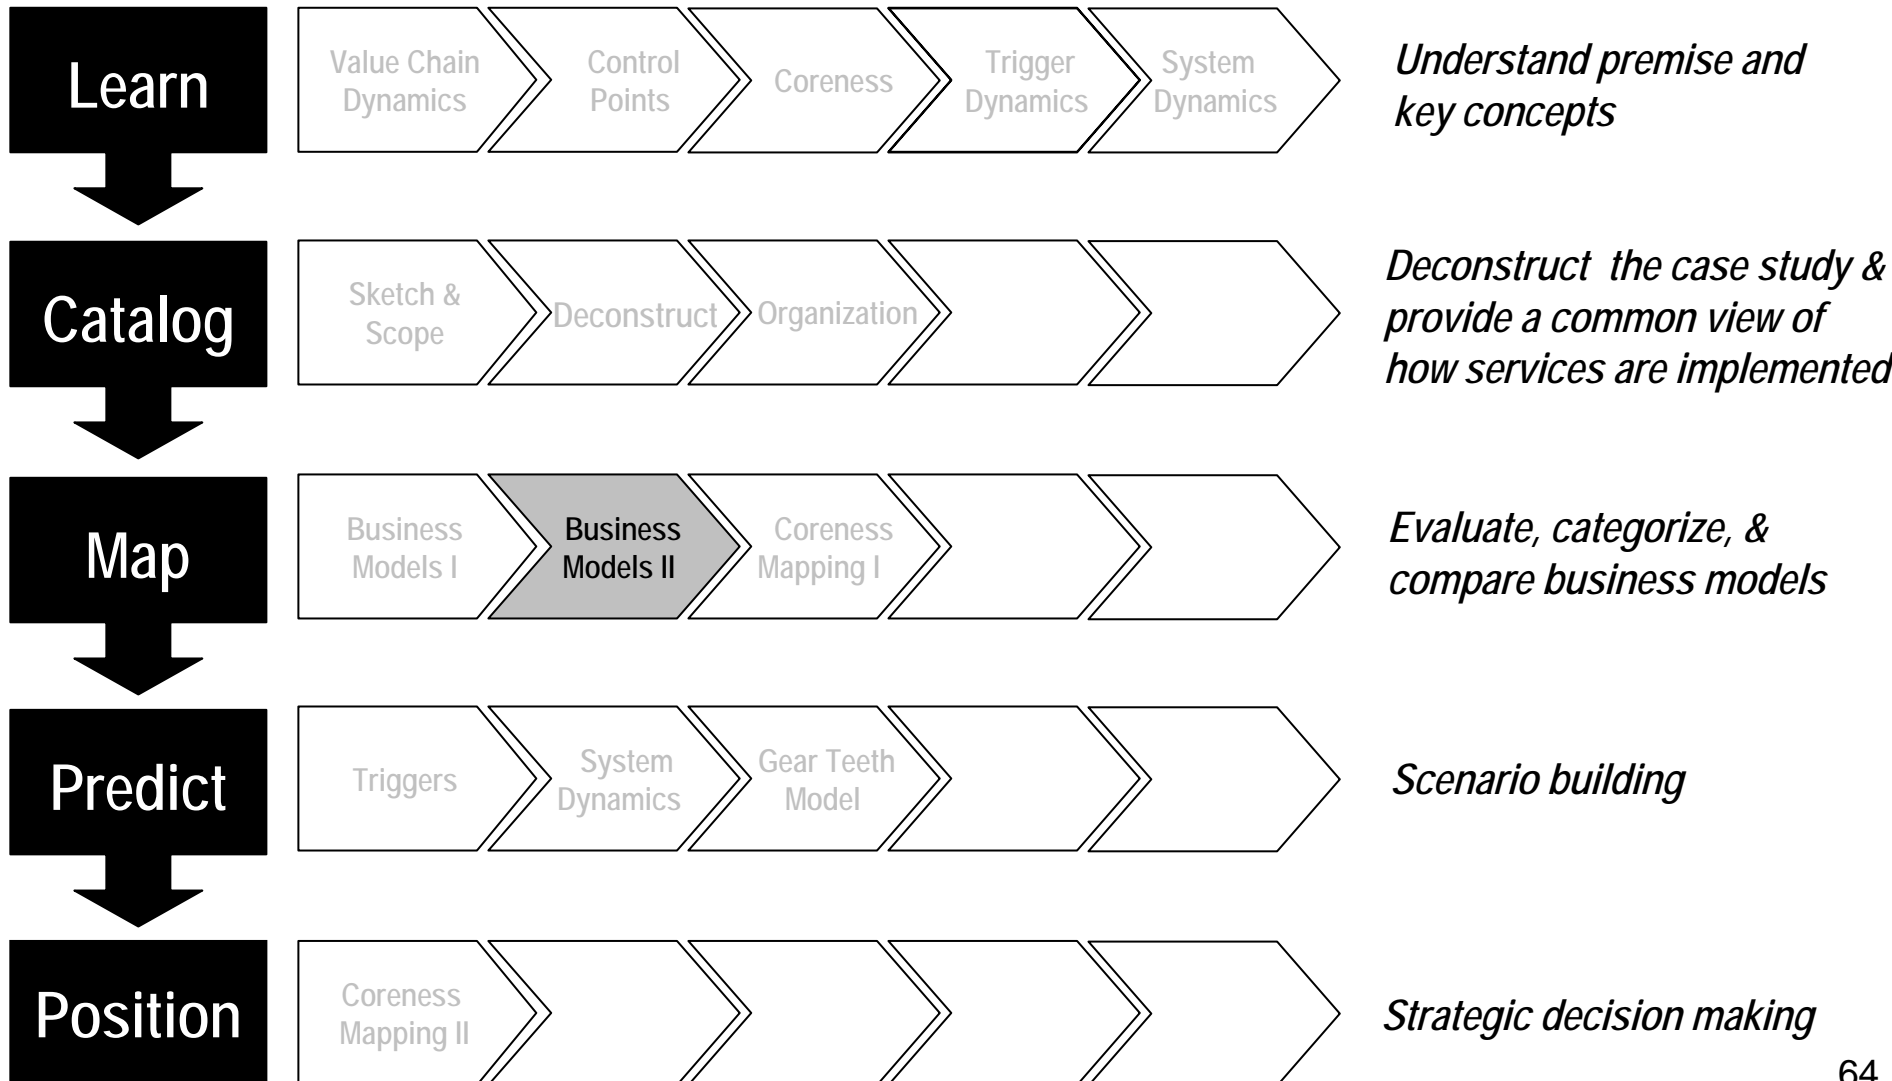 Learn
Value Chain
Dynamics
Control
Points
Coreness
Trigger
Dynamics
System
Dynamics
Understand premise and
key concepts
Catalog
Sketch &
Scope
Deconstruct
Organization
Deconstruct the case study &
provide a common view of
how services are implemented
Map
Business
Models I
Business
Models II
Coreness
Mapping I
Evaluate, categorize, &
compare business models
Predict
Triggers
System
Dynamics
Gear Teeth
Model
Scenario building
Position
Coreness
Mapping II
Strategic decision making
64